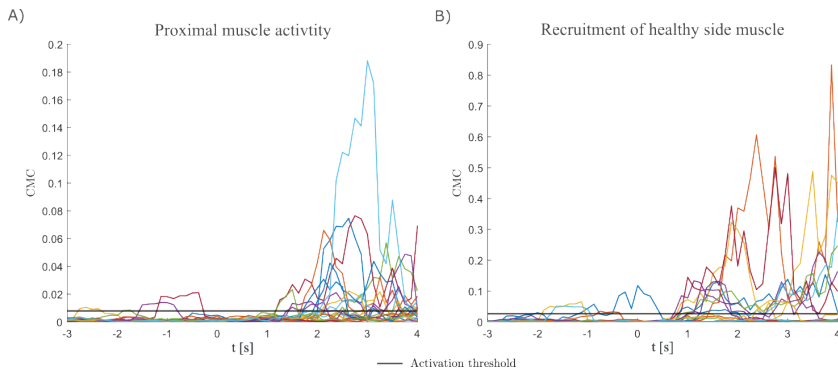 A)
Proximal muscle activtity
0.2
0.18
0.16
0.14
0.12
0.1
0.08
0.06
0.04
0.02
0
CMC
-3 -2 -1 0 1 2 3 4
t [s]
B)
Recruitment of healthy side muscle
0.9
0.8
0.7
0.6
0.5
0.4
0.3
0.2
0.1
0
CMC
-3 -2 -1 0 1 2 3 4
t [s]
Activation threshold